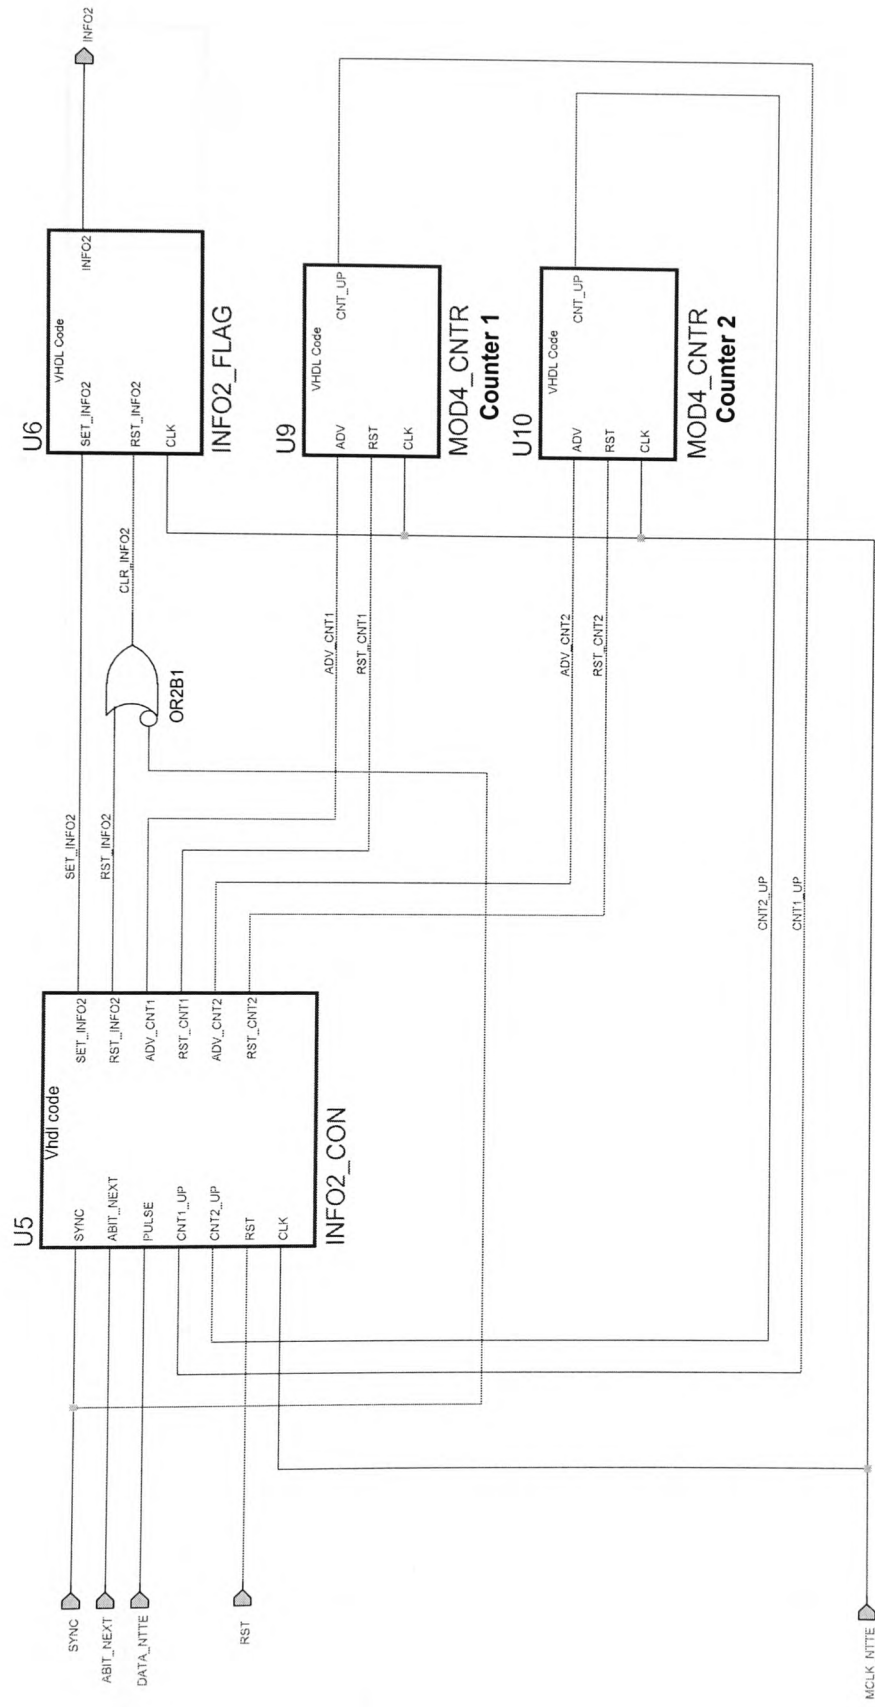 SYNC
ABIT_NEXT
DATA_NTTE
RST
MCLK_NTTE
U5
Vhdl code
SYNC
ABIT_NEXT
PULSE
CNT1_UP
CNT2_UP
RST
CLK
SET_INFO2
RST_INFO2
ADV_CNT1
RST_CNT1
ADV_CNT2
RST_CNT2
INFO2_CON
SET_INFO2
RST_INFO2
OR2B1
CLR_INFO2
ADV_CNT1
RST_CNT1
ADV_CNT2
RST_CNT2
CNT2_UP
CNT1_UP
U6
VHDL Code
SET_INFO2
RST_INFO2
CLK
INFO2
INFO2_FLAG
INFO2
U9
VHDL Code
ADV
RST
CLK
CNT_UP
MOD4_CNTR
Counter 1
U10
VHDL Code
ADV
RST
CLK
CNT_UP
MOD4_CNTR
Counter 2